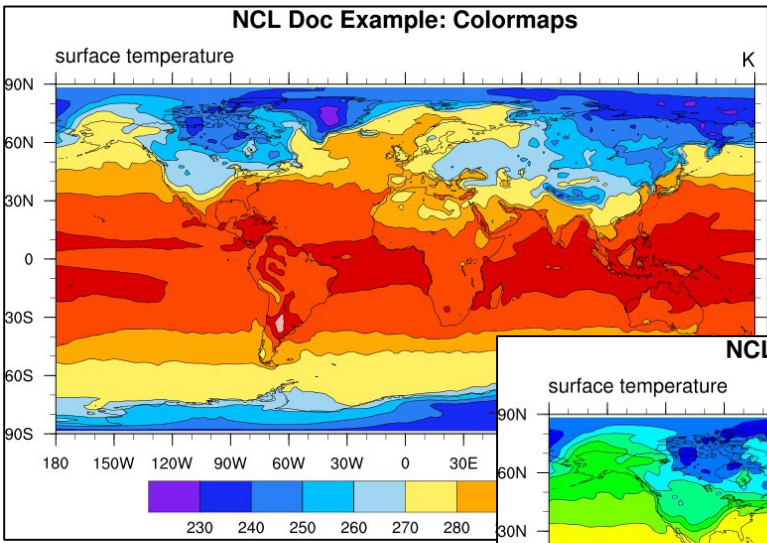 NCL Doc Example: Colormaps
surface temperature K
90N
60N
30N
0
30S
60S
90S
180 150W 120W 90W 60W 30W 0 30E
230 240 250 260 270 280
NCL
surface temperature
90N
60N
30N